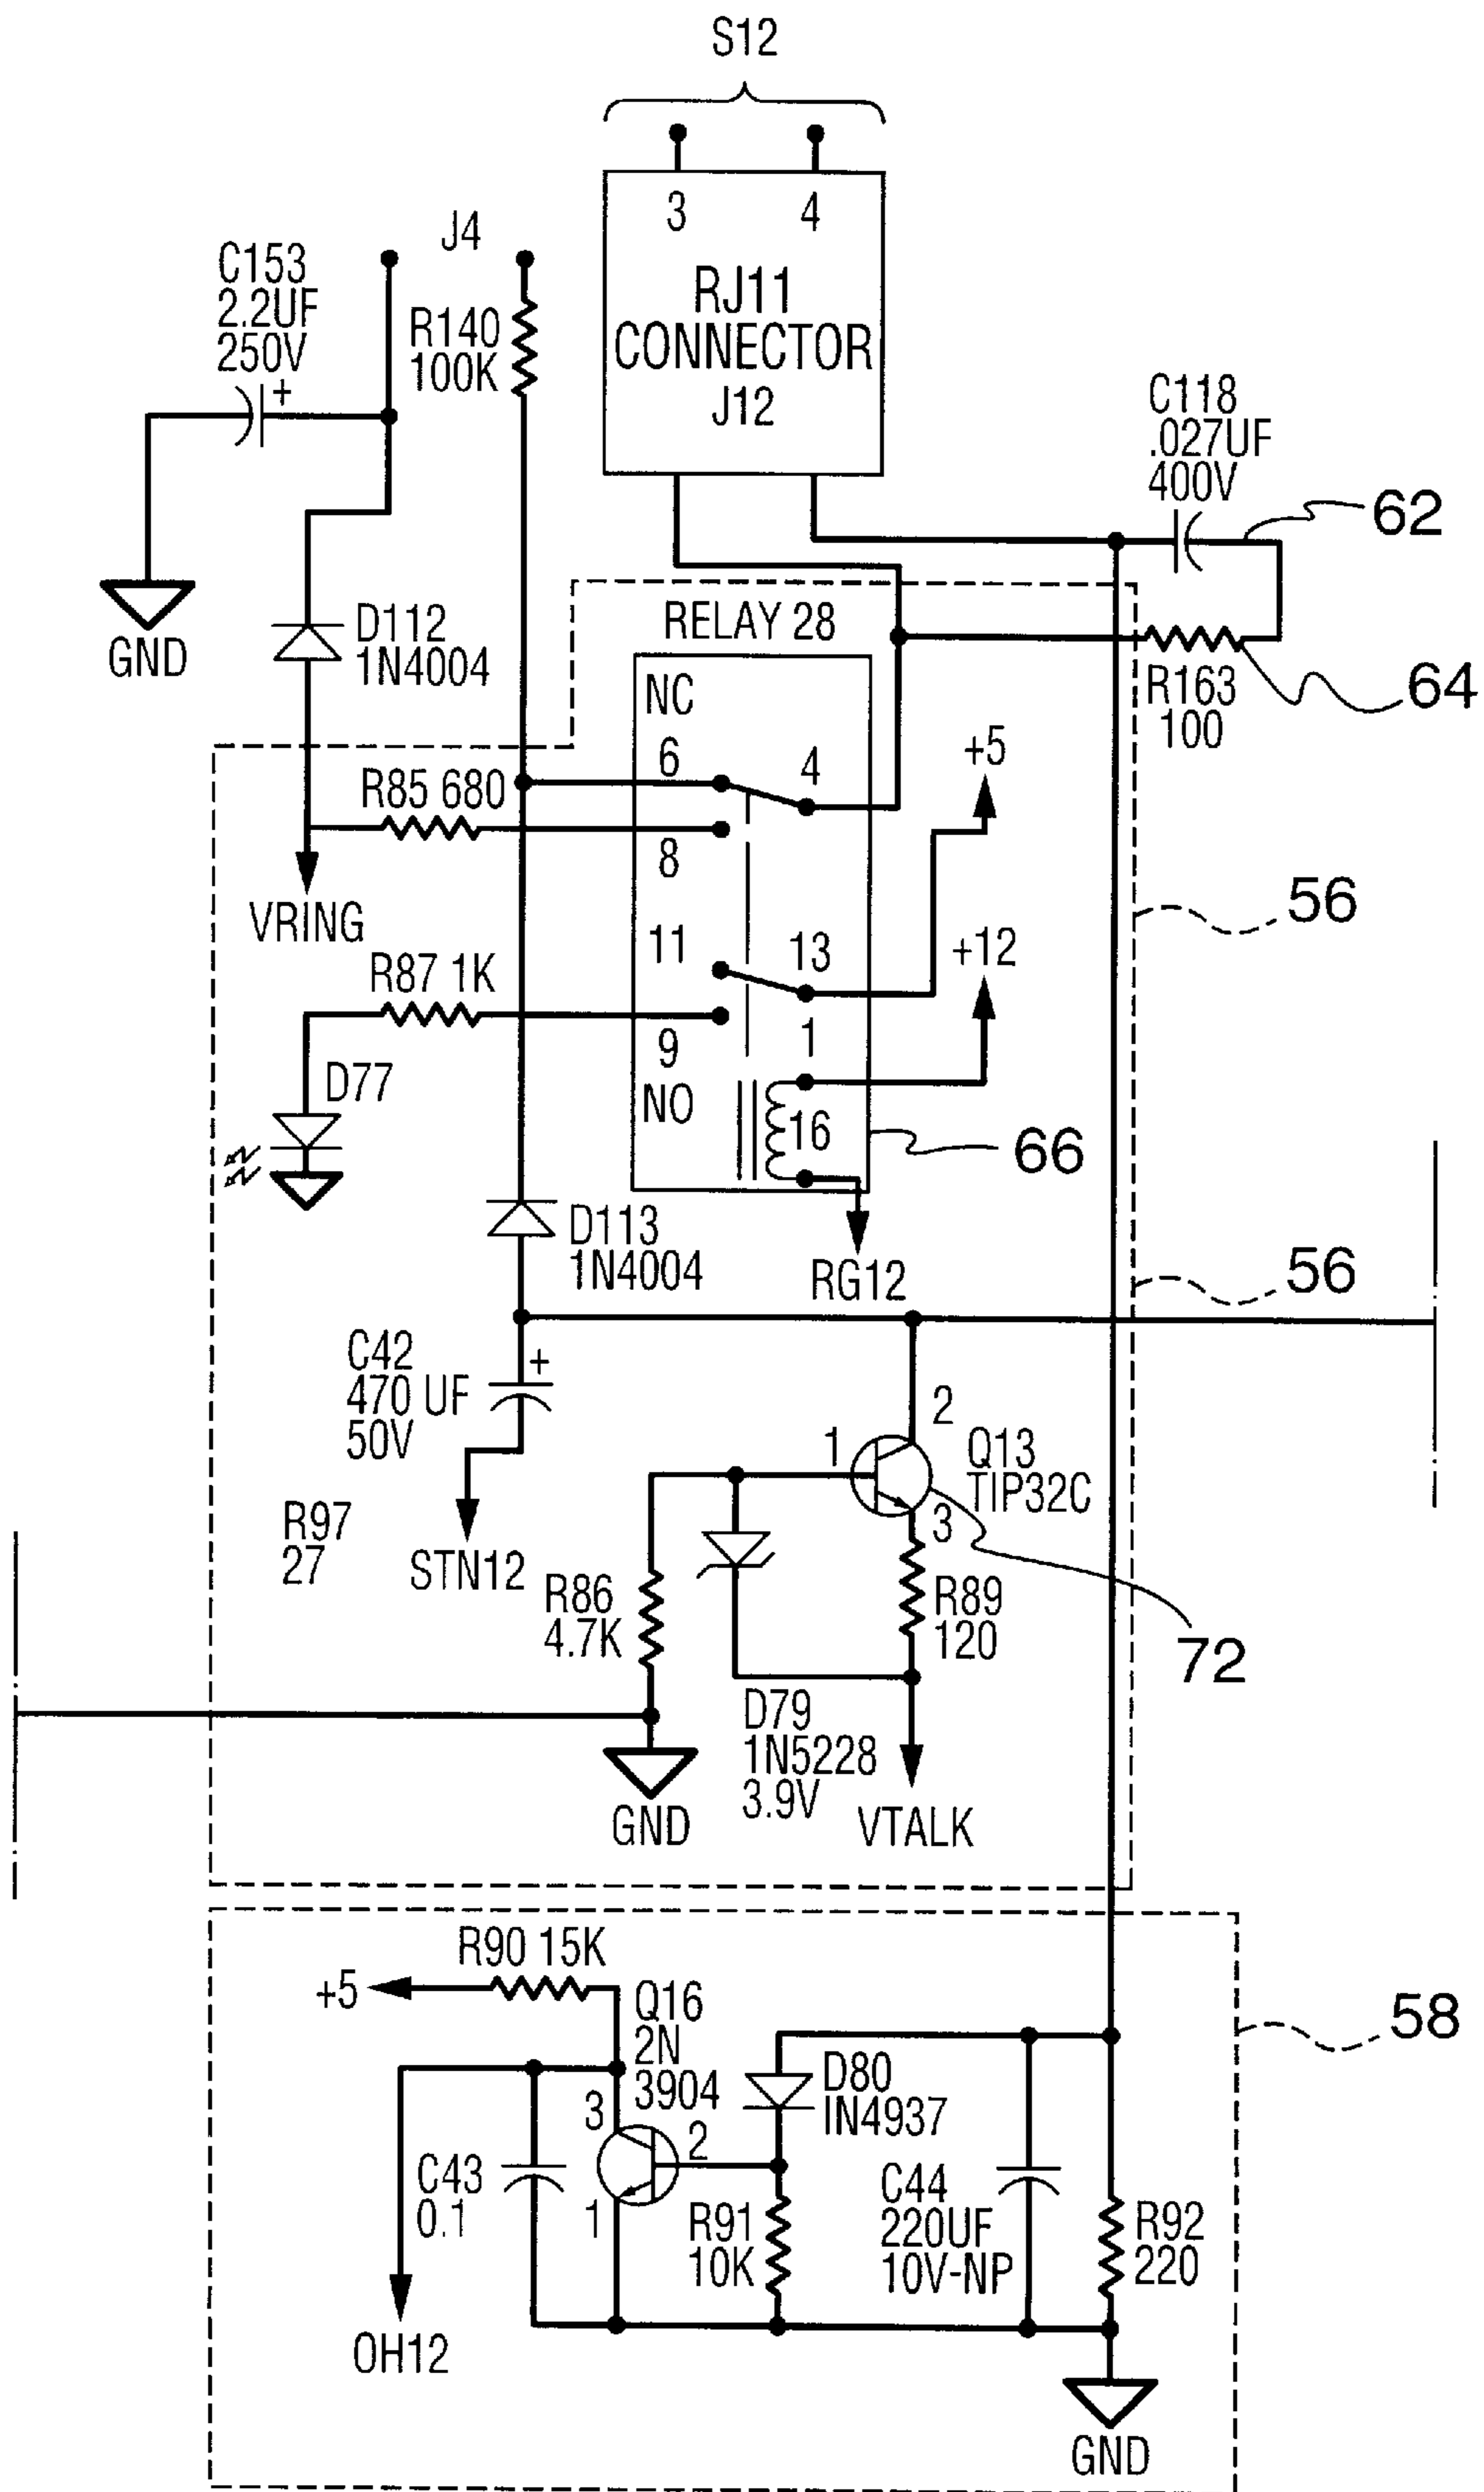 S12
3 4
RJ11
CONNECTOR
J12
J4
C153
2.2UF
250V
+
R140
100K
C118
.027UF
400V
62
GND
D112
1N4004
RELAY 28
R163
100
64
NC
6 4
+5
R85 680
8
VRING
56
11 13
+12
R87 1K
9 1
D77
NO
16
66
D113
1N4004
RG12
56
C42
470 UF
50V
+
2
1
Q13
TIP32C
3
R97
27
STN12
R86
4.7K
R89
120
72
D79
1N5228
3.9V
GND
VTALK
R90 15K
+5
Q16
2N
3904
58
D80
IN4937
3
2
1
C43
0.1
R91
10K
C44
220UF
10V-NP
R92
220
OH12
GND